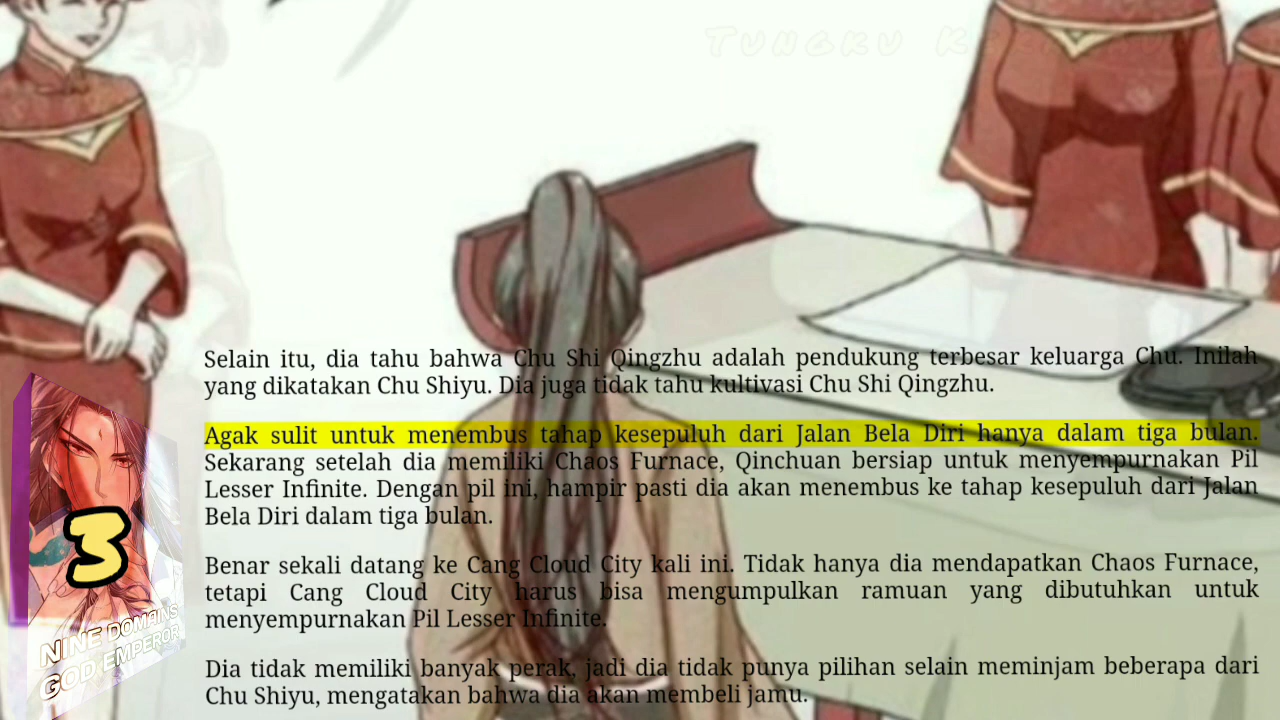 TUNGKU
Selain itu, dia tahu bahwa Chu Shi Qingzhu adalah pendukung terbesar keluarga Chu. Inilah
yang dikatakan Chu Shiyu. Dia juga tidak tahu kultivasi Chu Shi Qingzhu.
Agak sulit untuk menembus tahap kesepuluh dari Jalan Bela Diri hanya dalam tiga bulan.
Sekarang setelah dia memiliki Chaos Furnace, Qinchuan bersiap untuk menyempurnakan Pil
Lesser Infinite. Dengan pil ini, hampir pasti dia akan menembus ke tahap kesepuluh dari Jalan
Bela Diri dalam tiga bulan.
Benar sekali datang ke Cang Cloud City kali ini. Tidak hanya dia mendapatkan Chaos Furnace,
tetapi Cang Cloud City harus bisa mengumpulkan ramuan yang dibutuhkan untuk
menyempurnakan Pil Lesser Infinite.
Dia tidak memiliki banyak perak, jadi dia tidak punya pilihan selain meminjam beberapa dari
Chu Shiyu, mengatakan bahwa dia akan membeli jamu.
3
NINE DOMAINS
GOD EMPEROR